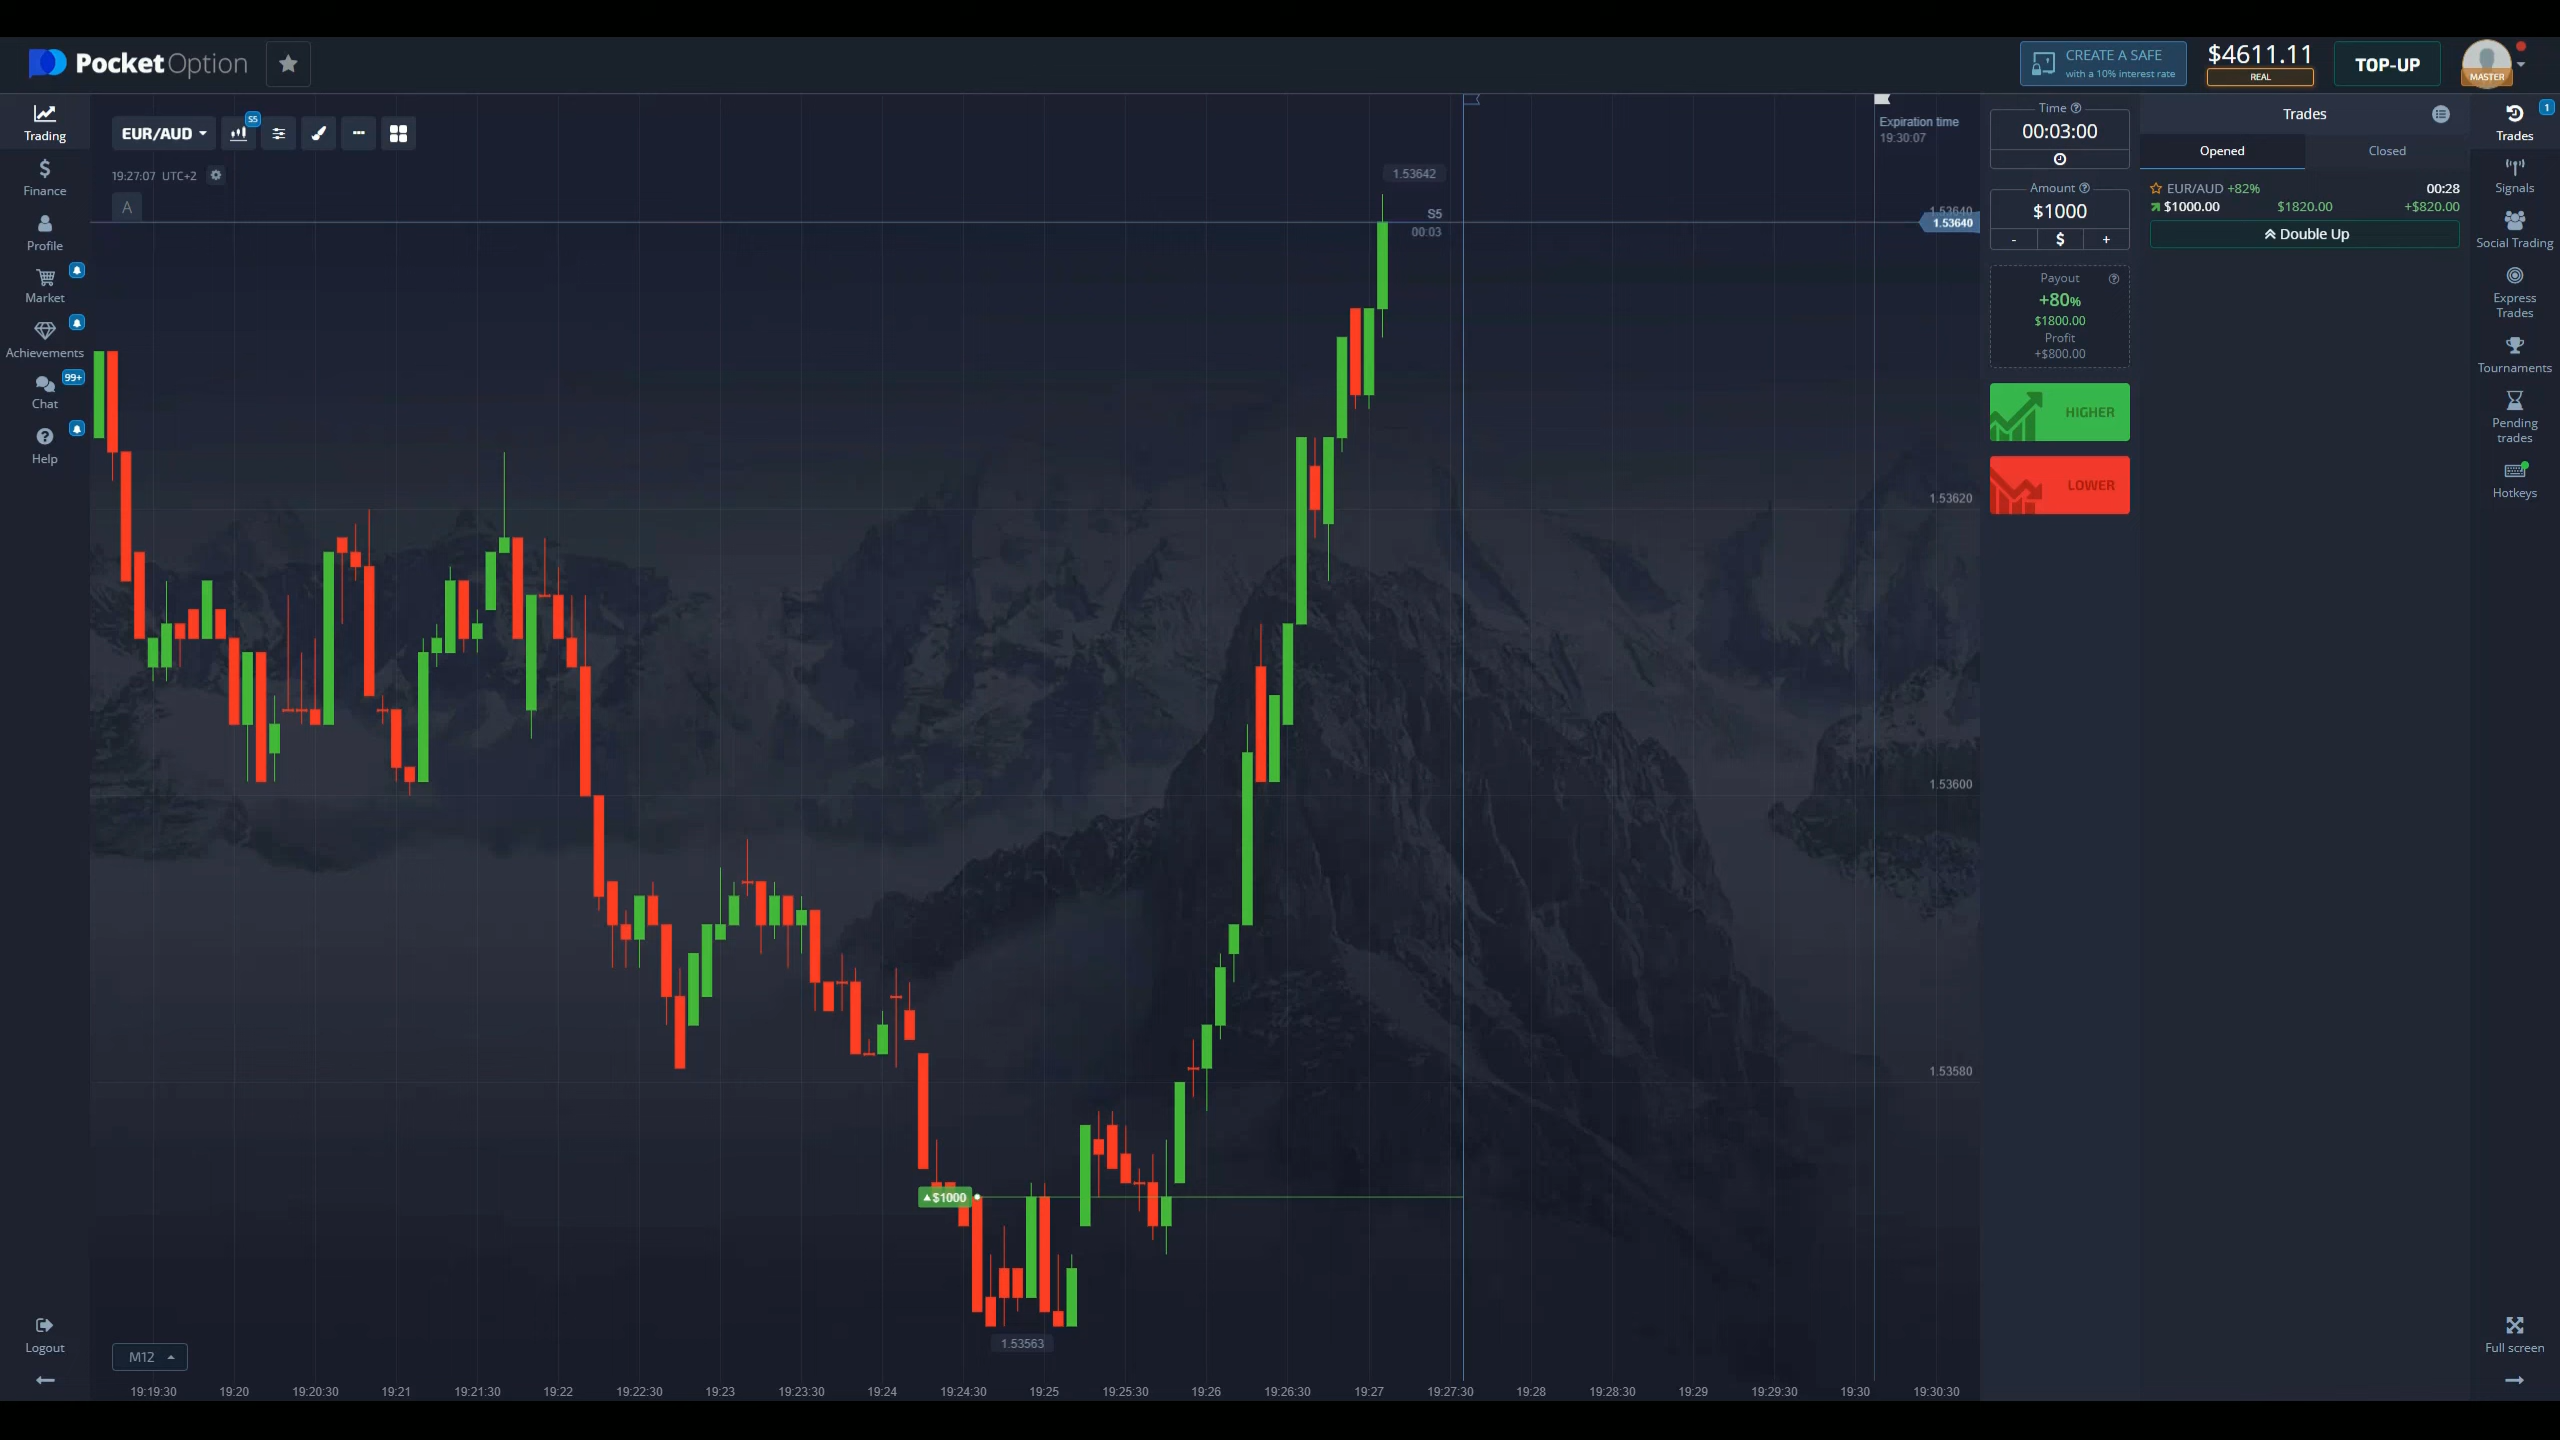 PocketOption
CREATE A SAFE
with a 10% interest rate
$4611.11
REAL
TOP-UP
MASTER
Trading
Finance
Profile
Market
Achievements
99+
Chat
Help
Logout
EUR/AUD
S5
19:27:07 UTC+2
A
1.53642
S5
00:03
Expiration time
19:30:07
1.53640
1.53640
1.53620
1.53600
1.53580
$1000
1.53563
M12
19:19:30 19:20 19:20:30 19:21 19:21:30 19:22 19:22:30 19:23 19:23:30 19:24 19:24:30 19:25 19:25:30 19:26 19:26:30 19:27 19:27:30 19:28 19:28:30 19:29 19:29:30 19:30 19:30:30
Time
00:03:00
Amount
$1000
- $ +
Payout
+80%
$1800.00
Profit
+$800.00
HIGHER
LOWER
Trades
Opened Closed
EUR/AUD +82% 00:28
$1000.00 $1820.00 +$820.00
Double Up
1
Trades
Signals
Social Trading
Express
Trades
Tournaments
Pending
trades
Hotkeys
Full screen